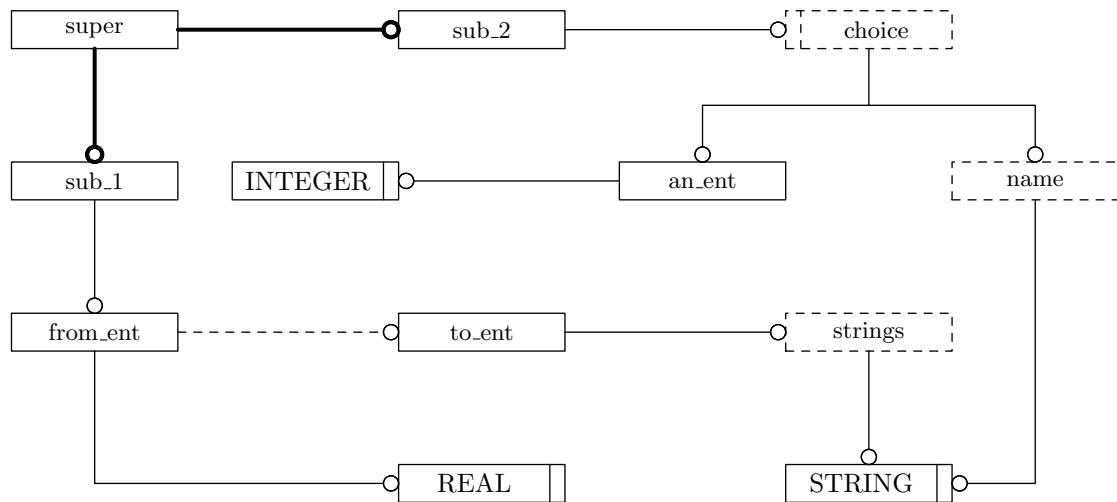 super
sub_2
choice
sub_1
INTEGER
an_ent
name
from_ent
to_ent
strings
REAL
STRING